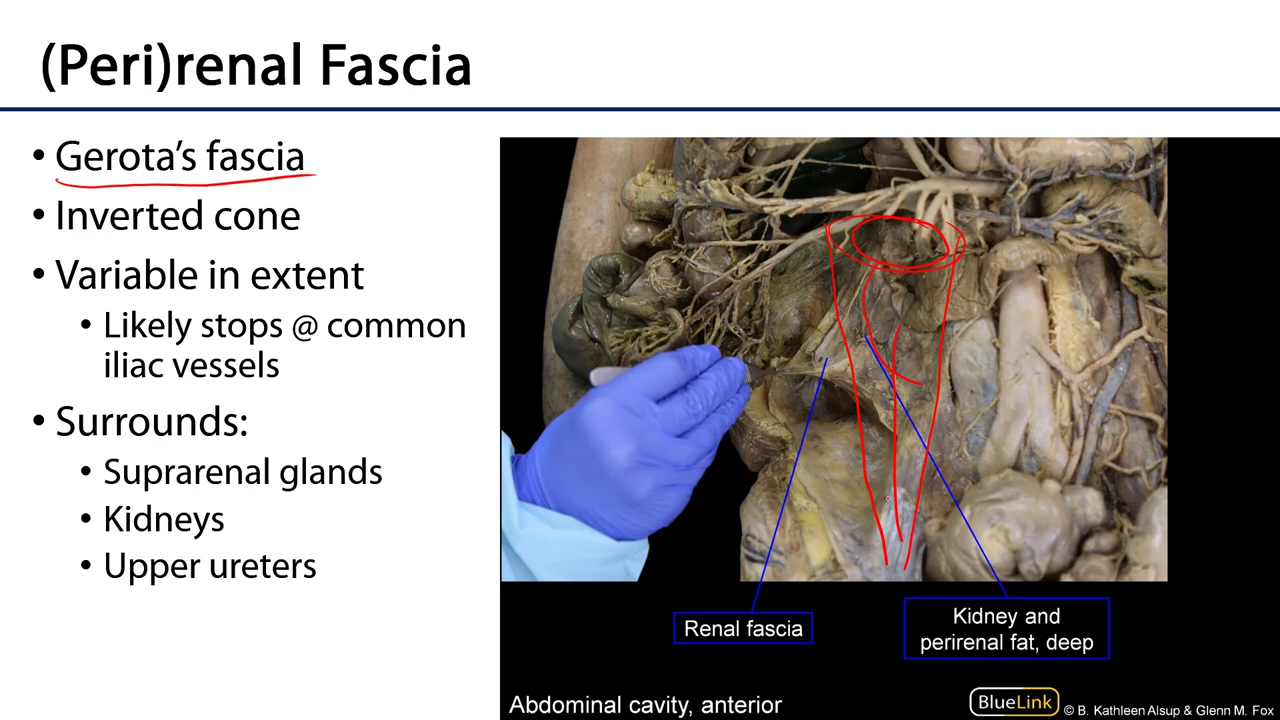 (Peri)renal Fascia
• Gerota's fascia
• Inverted cone
• Variable in extent
• Likely stops @ common
iliac vessels
• Surrounds:
• Suprarenal glands
• Kidneys
• Upper ureters
Renal fascia
Kidney and
perirenal fat, deep
Abdominal cavity, anterior
BlueLink
© B. Kathleen Alsup & Glenn M. Fox